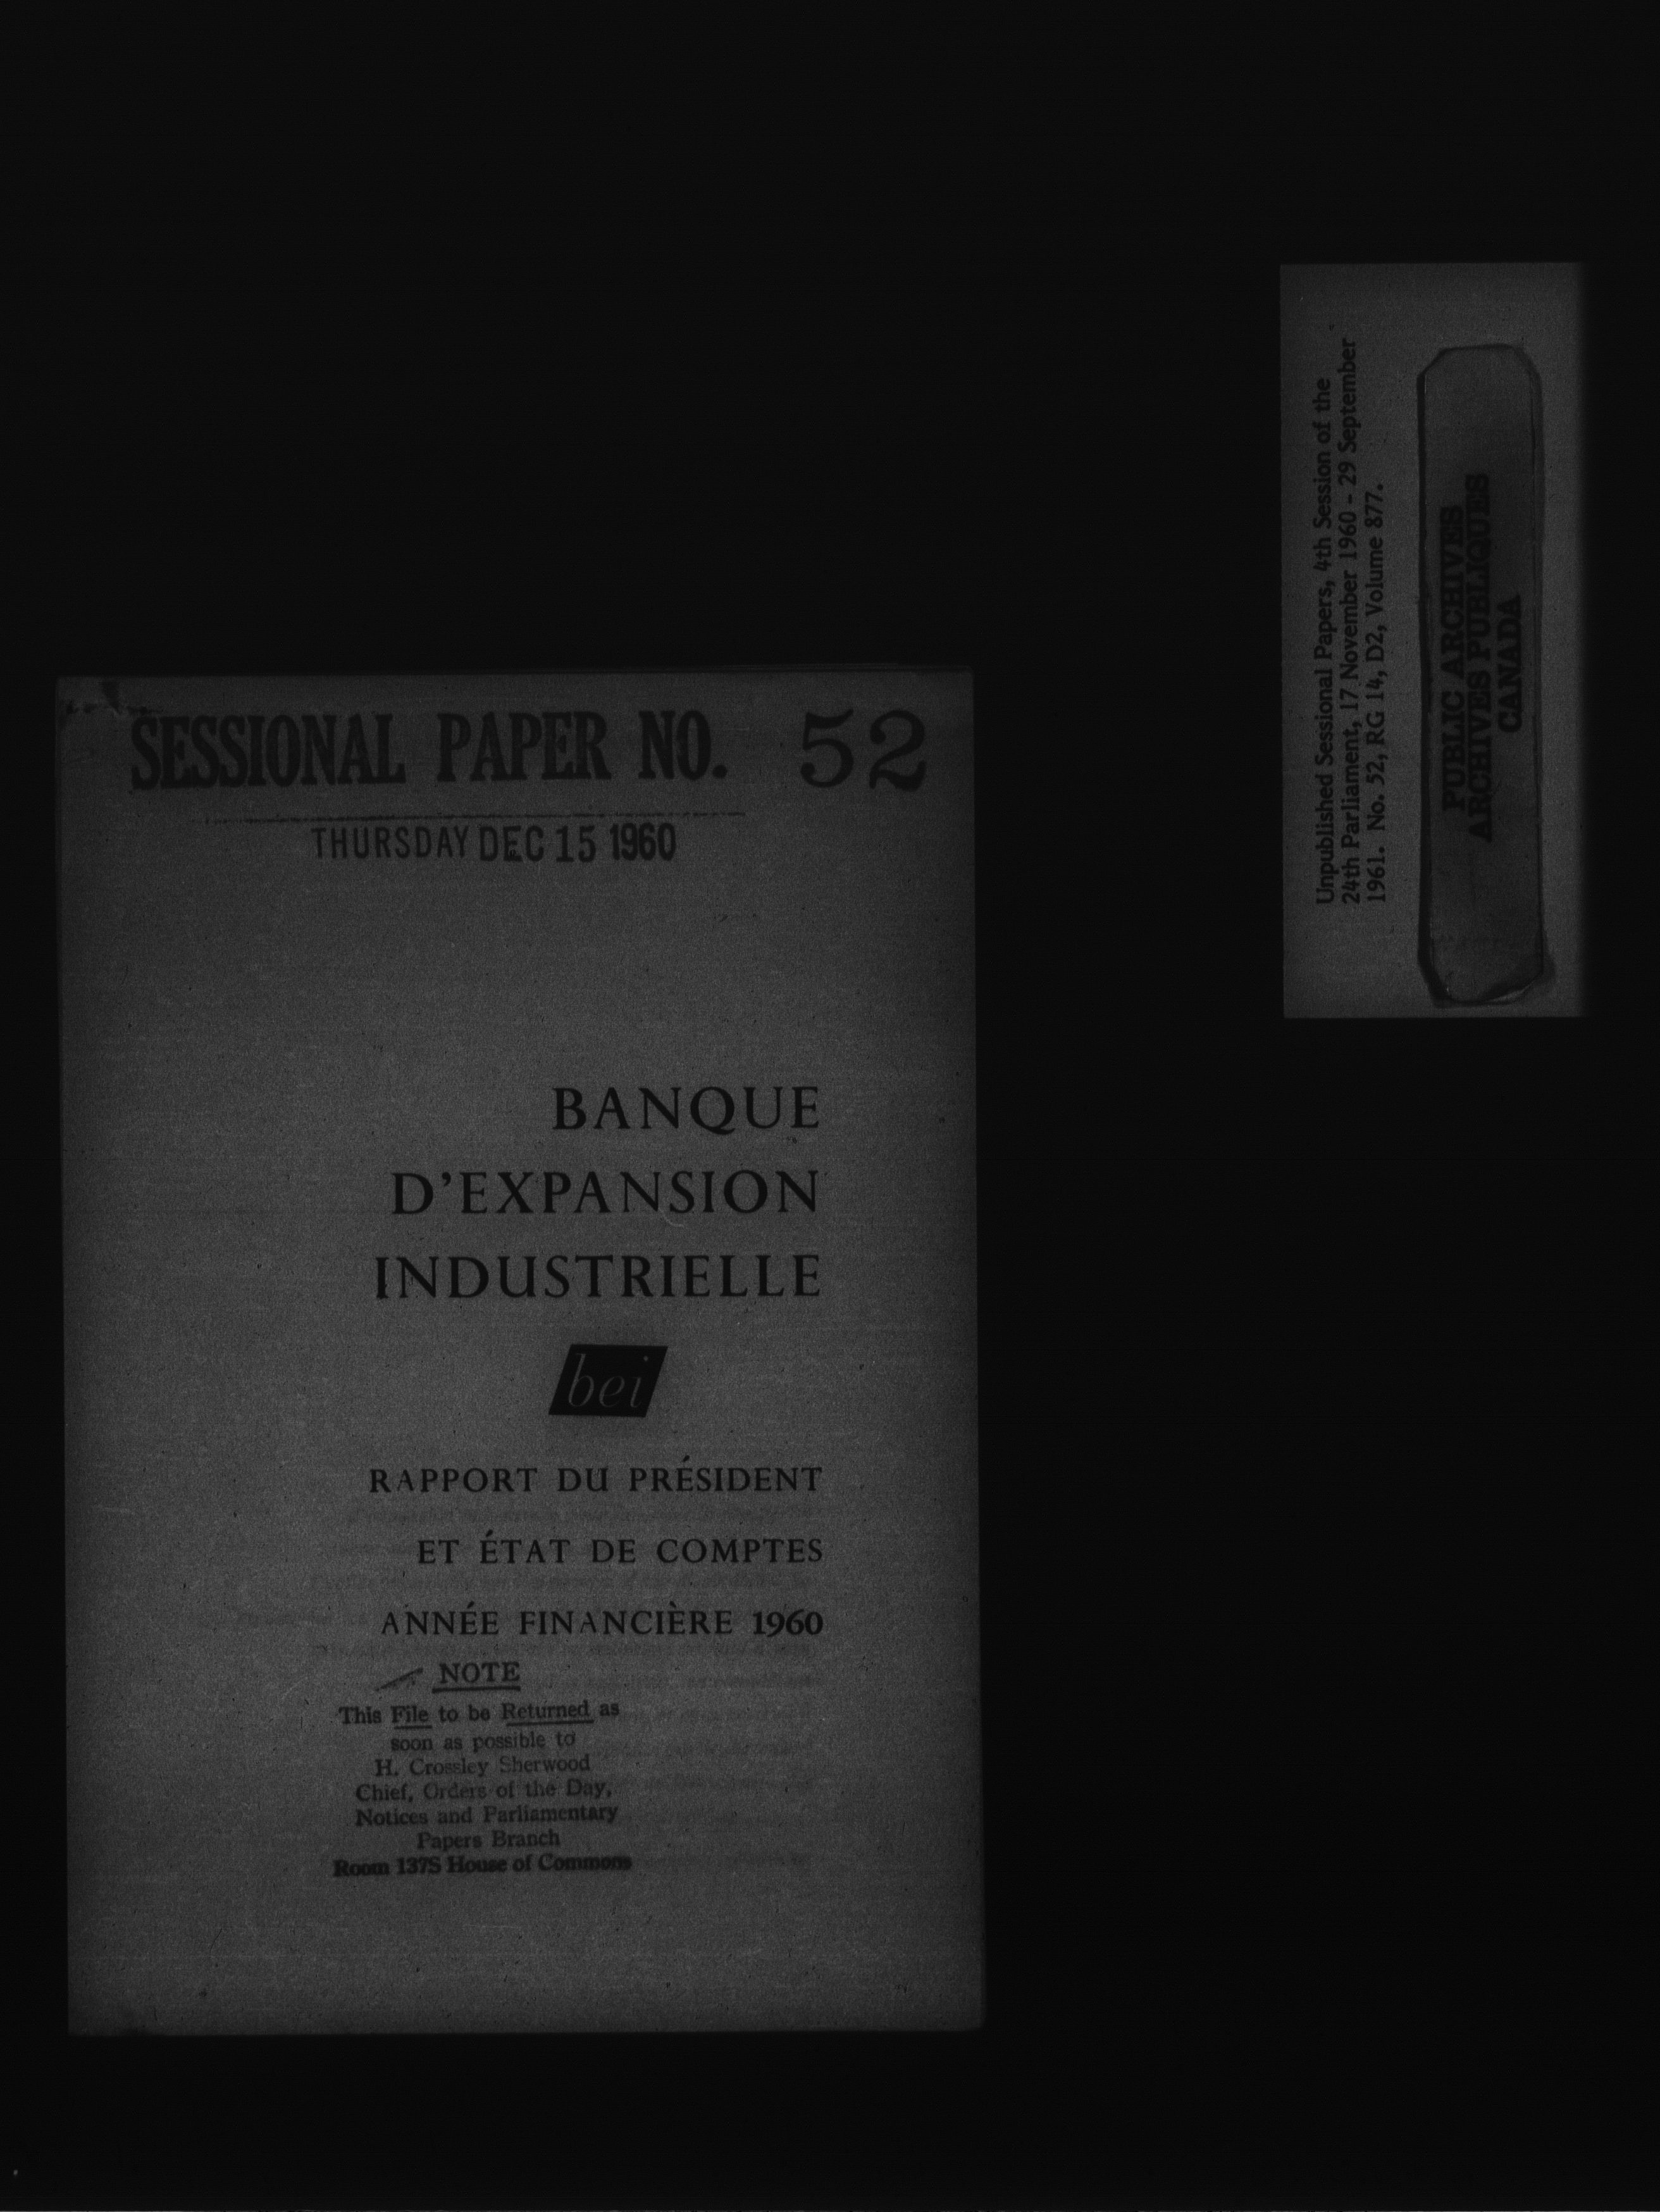 SESSIONAL PAPER NO. 52
THURSDAY DEC 15 1960
BANQUE
D'EXPANSION
INDUSTRIELLE
bei
RAPPORT DU PRÉSIDENT
ET ÉTAT DE COMPTES
ANNÉE FINANCIÈRE 1960
NOTE
This File to be Returned as
soon as possible to
H. Crossley Sherwood
Chief, Orders of the Day,
Notices and Parliamentary
Papers Branch
Room 137S House of Commons
Unpublished Sessional Papers, 4th Session of the
24th Parliament, 17 November 1960 - 29 September
1961. No. 52, RG 14, D2, Volume 877.
PUBLIC ARCHIVES
ARCHIVES PUBLIQUES
CANADA